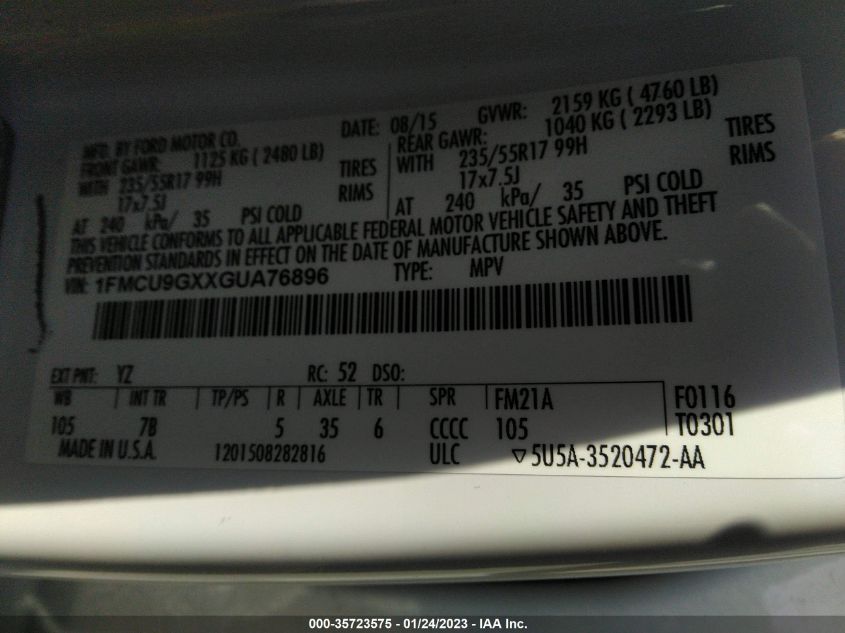 MFD. BY FORD MOTOR CO. DATE: 08/15 GVWR: 2159 KG ( 4760 LB)
FRONT GAWR: 1125 KG ( 2480 LB) REAR GAWR: 1040 KG ( 2293 LB)
WITH 235/55R17 99H TIRES WITH 235/55R17 99H TIRES
17x7.5J RIMS 17x7.5J RIMS
AT 240 kPa/ 35 PSI COLD AT 240 kPa/ 35 PSI COLD
THIS VEHICLE CONFORMS TO ALL APPLICABLE FEDERAL MOTOR VEHICLE SAFETY AND THEFT
PREVENTION STANDARDS IN EFFECT ON THE DATE OF MANUFACTURE SHOWN ABOVE.
VIN: 1FMCU9GXXGUA76896 TYPE: MPV
EXT PNT: YZ RC: 52 DSO:
WB INT TR TP/PS R AXLE TR SPR FM21A F0116
105 7B 5 35 6 CCCC 105 T0301
MADE IN U.S.A. 1201508282816 ULC ▽5U5A-3520472-AA
000-35723575 - 01/24/2023 - IAA Inc.